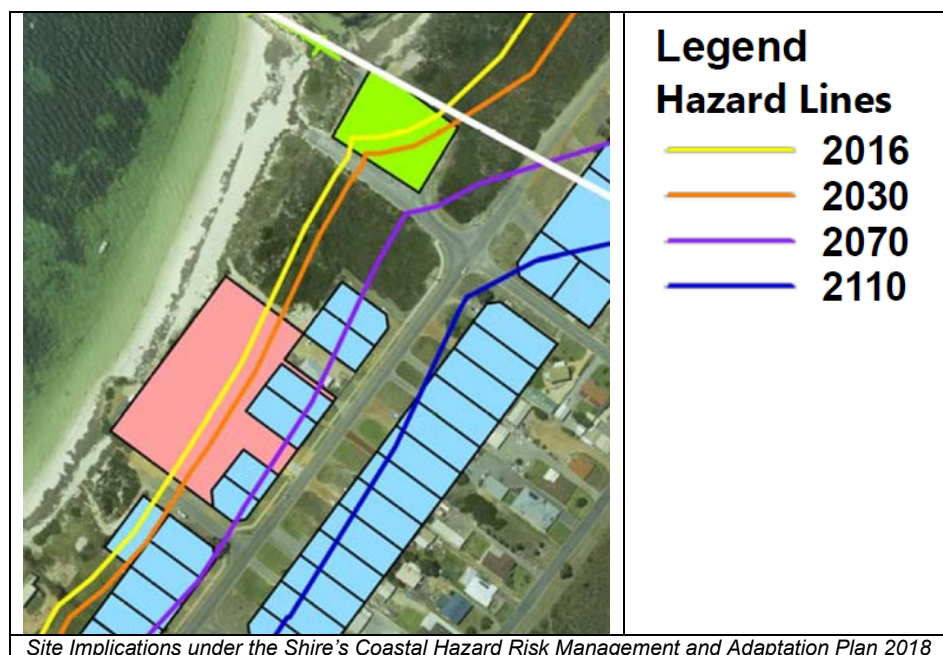 Legend
Hazard Lines
2016
2030
2070
2110
Site Implications under the Shire's Coastal Hazard Risk Management and Adaptation Plan 2018